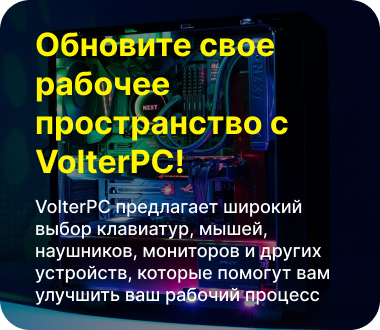 Обновите свое
рабочее
пространство с
VolterPC!
NEXT
VolterPC предлагает широкий
выбор клавиатур, мышей,
наушников, мониторов и других
устройств, которые помогут вам
улучшить ваш рабочий процесс